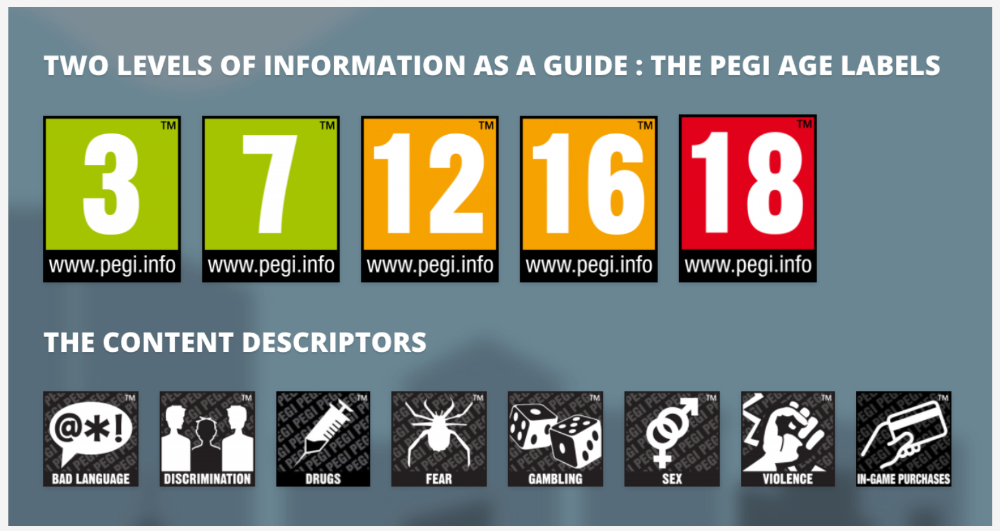 TWO LEVELS OF INFORMATION AS A GUIDE : THE PEGI AGE LABELS
TM TM TM TM TM
3 7 12 16 18
www.pegi.info www.pegi.info www.pegi.info www.pegi.info www.pegi.info
THE CONTENT DESCRIPTORS
TM TM TM TM TM TM TM TM
@*!
BAD LANGUAGE DISCRIMINATION DRUGS FEAR GAMBLING SEX VIOLENCE IN-GAME PURCHASES